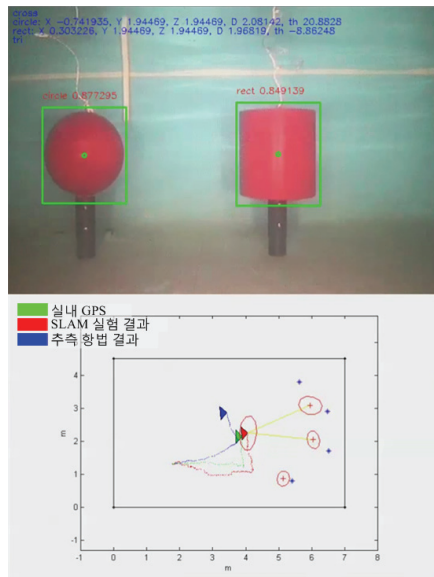 cross
circle: X -0.741935, Y 1.94469, Z 1.94469, D 2.08142, th 20.8828
rect: X 0.303226, Y 1.94469, Z 1.94469, D 1.96819, th -8.86248
tri
circle 0.877295
rect 0.849139
실내 GPS
SLAM 실험 결과
추측 항법 결과
4
3
2
1
0
-1
m
-1 0 1 2 3 4 5 6 7 8
m